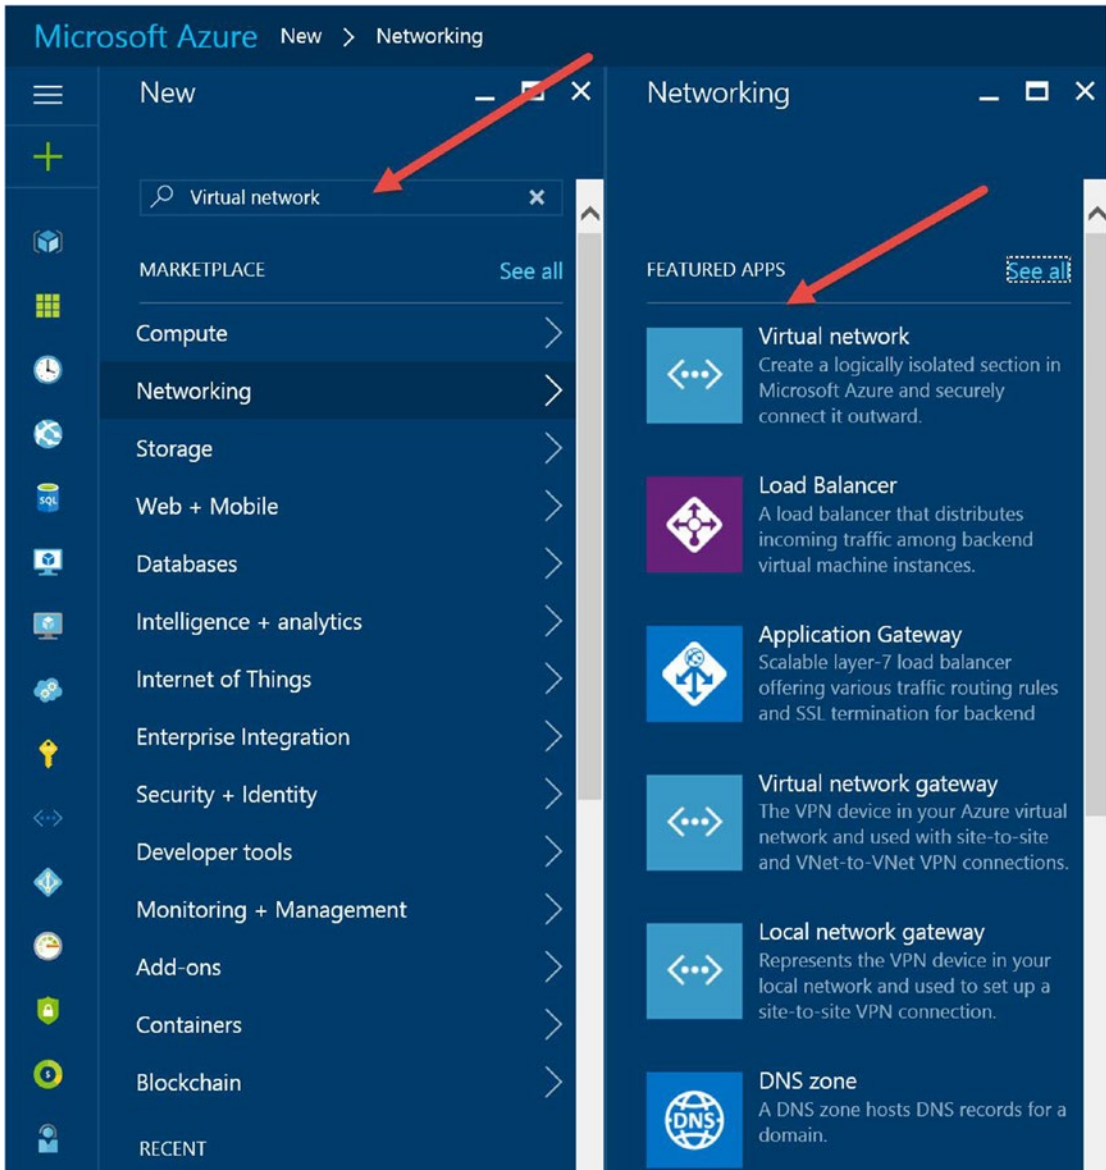 Microsoft Azure New > Networking
New
Virtual network
MARKETPLACE See all
Compute
Networking
Storage
Web + Mobile
Databases
Intelligence + analytics
Internet of Things
Enterprise Integration
Security + Identity
Developer tools
Monitoring + Management
Add-ons
Containers
Blockchain
RECENT
SQL
Networking
FEATURED APPS See all
Virtual network
Create a logically isolated section in
Microsoft Azure and securely
connect it outward.
Load Balancer
A load balancer that distributes
incoming traffic among backend
virtual machine instances.
Application Gateway
Scalable layer-7 load balancer
offering various traffic routing rules
and SSL termination for backend
Virtual network gateway
The VPN device in your Azure virtual
network and used with site-to-site
and VNet-to-VNet VPN connections.
Local network gateway
Represents the VPN device in your
local network and used to set up a
site-to-site VPN connection.
DNS zone
A DNS zone hosts DNS records for a
domain.
DNS